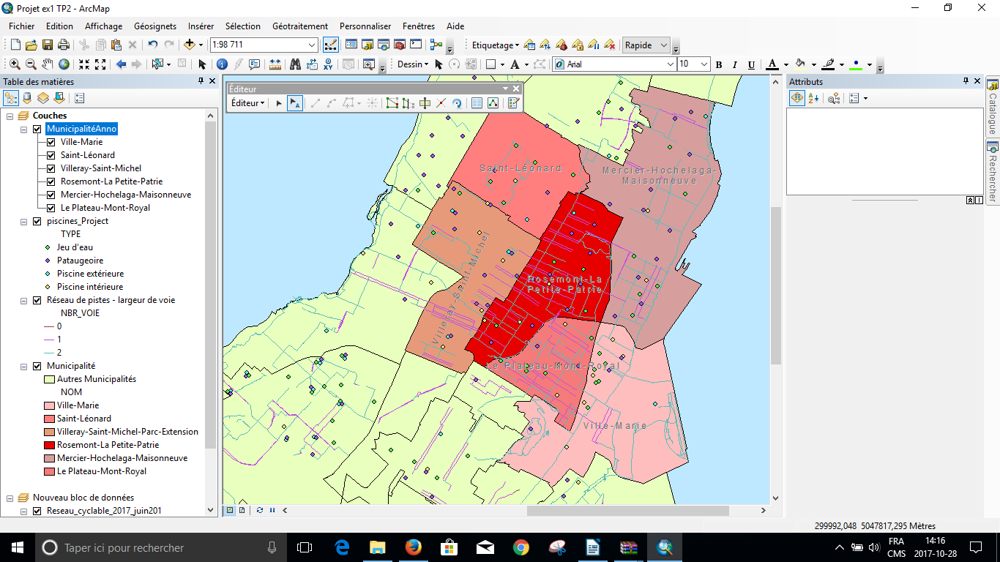 Projet ex1 TP2 - ArcMap
Fichier Edition Affichage Géosignets Insérer Sélection Géotraitement Personnaliser Fenêtres Aide
1:98 711 Etiquetage Rapide
Dessin A Arial 10 B I U A
Table des matières
Couches
MunicipalitéAnno
Ville-Marie
Saint-Léonard
Villeray-Saint-Michel
Rosemont-La Petite-Patrie
Mercier-Hochelaga-Maisonneuve
Le Plateau-Mont-Royal
piscines_Project
TYPE
Jeu d'eau
Pataugeoire
Piscine extérieure
Piscine intérieure
Réseau de pistes - largeur de voie
NBR_VOIE
0
1
2
Municipalité
Autres Municipalités
NOM
Ville-Marie
Saint-Léonard
Villeray-Saint-Michel-Parc-Extension
Rosemont-La Petite-Patrie
Mercier-Hochelaga-Maisonneuve
Le Plateau-Mont-Royal
Nouveau bloc de données
Reseau_cyclable_2017_juin201
Éditeur
Éditeur
Saint-Léonard
Mercier-Hochelaga-
Maisonneuve
Villeray-Saint-Michel
Rosemont-La
Petite-Patrie
Le Plateau-Mont-Royal
Ville-Marie
Attributs
Catalogue
Rechercher
299992,048 5047817,295 Mètres
Taper ici pour rechercher
FRA
CMS
14:16
2017-10-28